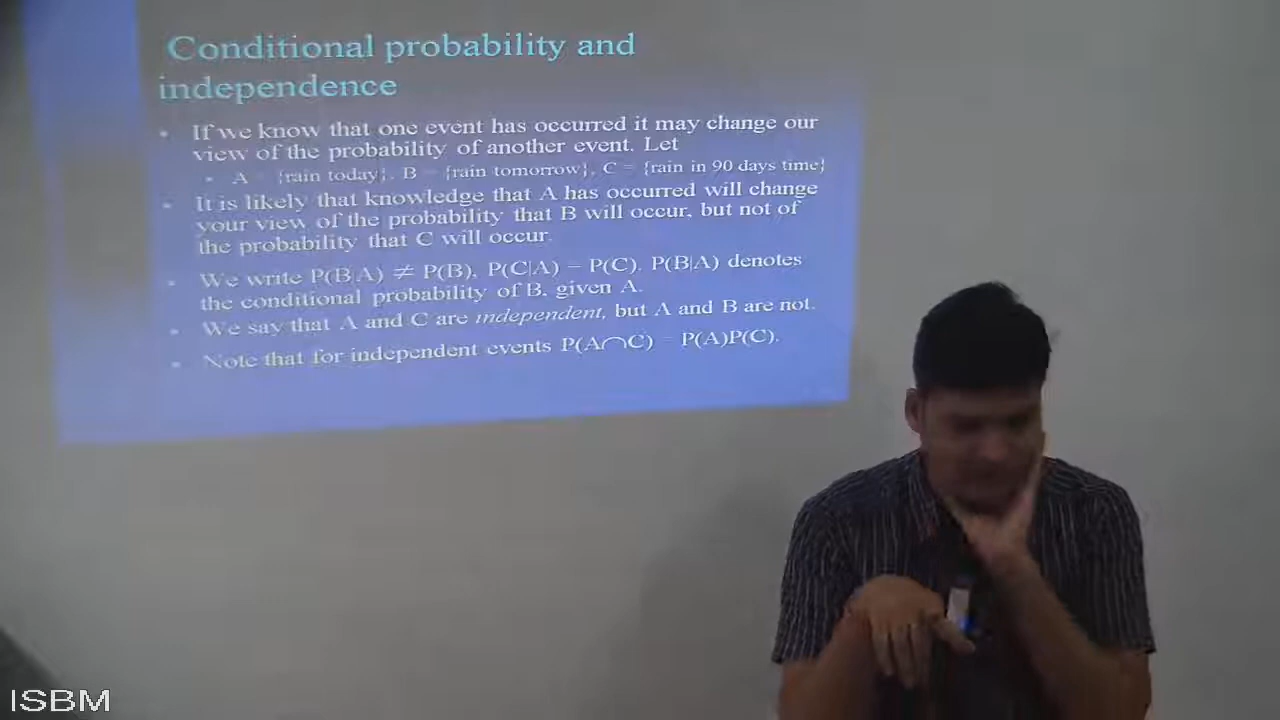 Conditional probability and
independence
• If we know that one event has occurred it may change our
view of the probability of another event. Let
• A = {rain today}, B = {rain tomorrow}, C = {rain in 90 days time}
• It is likely that knowledge that A has occurred will change
your view of the probability that B will occur, but not of
the probability that C will occur.
• We write P(B|A) ≠ P(B), P(C|A) = P(C). P(B|A) denotes
the conditional probability of B, given A.
• We say that A and C are independent, but A and B are not.
• Note that for independent events P(A∩C) = P(A)P(C).
ISBM